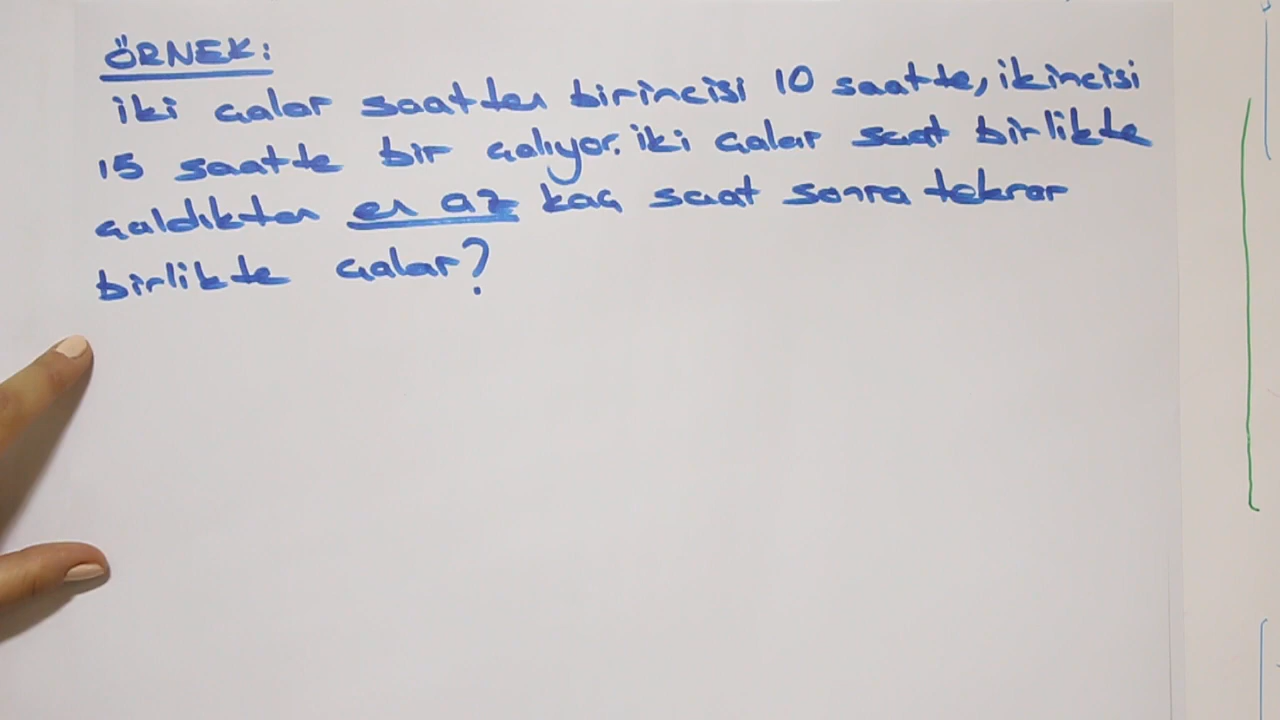 ÖRNEK:
iki çalar saatten birincisi 10 saatte, ikincisi
15 saatte bir çalıyor. iki çalar saat birlikte
çaldıktan en az kaç saat sonra tekrar
birlikte çalar?